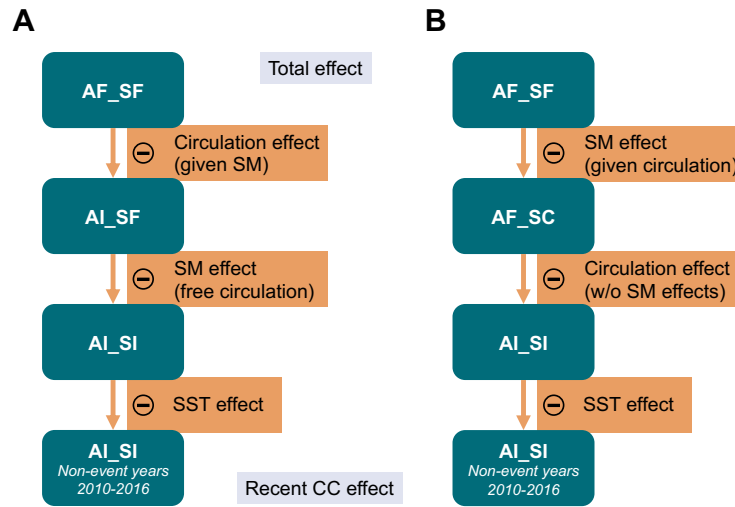 A
AF_SF
Total effect
Circulation effect
(given SM)
AI_SF
SM effect
(free circulation)
AI_SI
SST effect
AI_SI
Non-event years
2010-2016
Recent CC effect
B
AF_SF
SM effect
(given circulation)
AF_SC
Circulation effect
(w/o SM effects)
AI_SI
SST effect
AI_SI
Non-event years
2010-2016